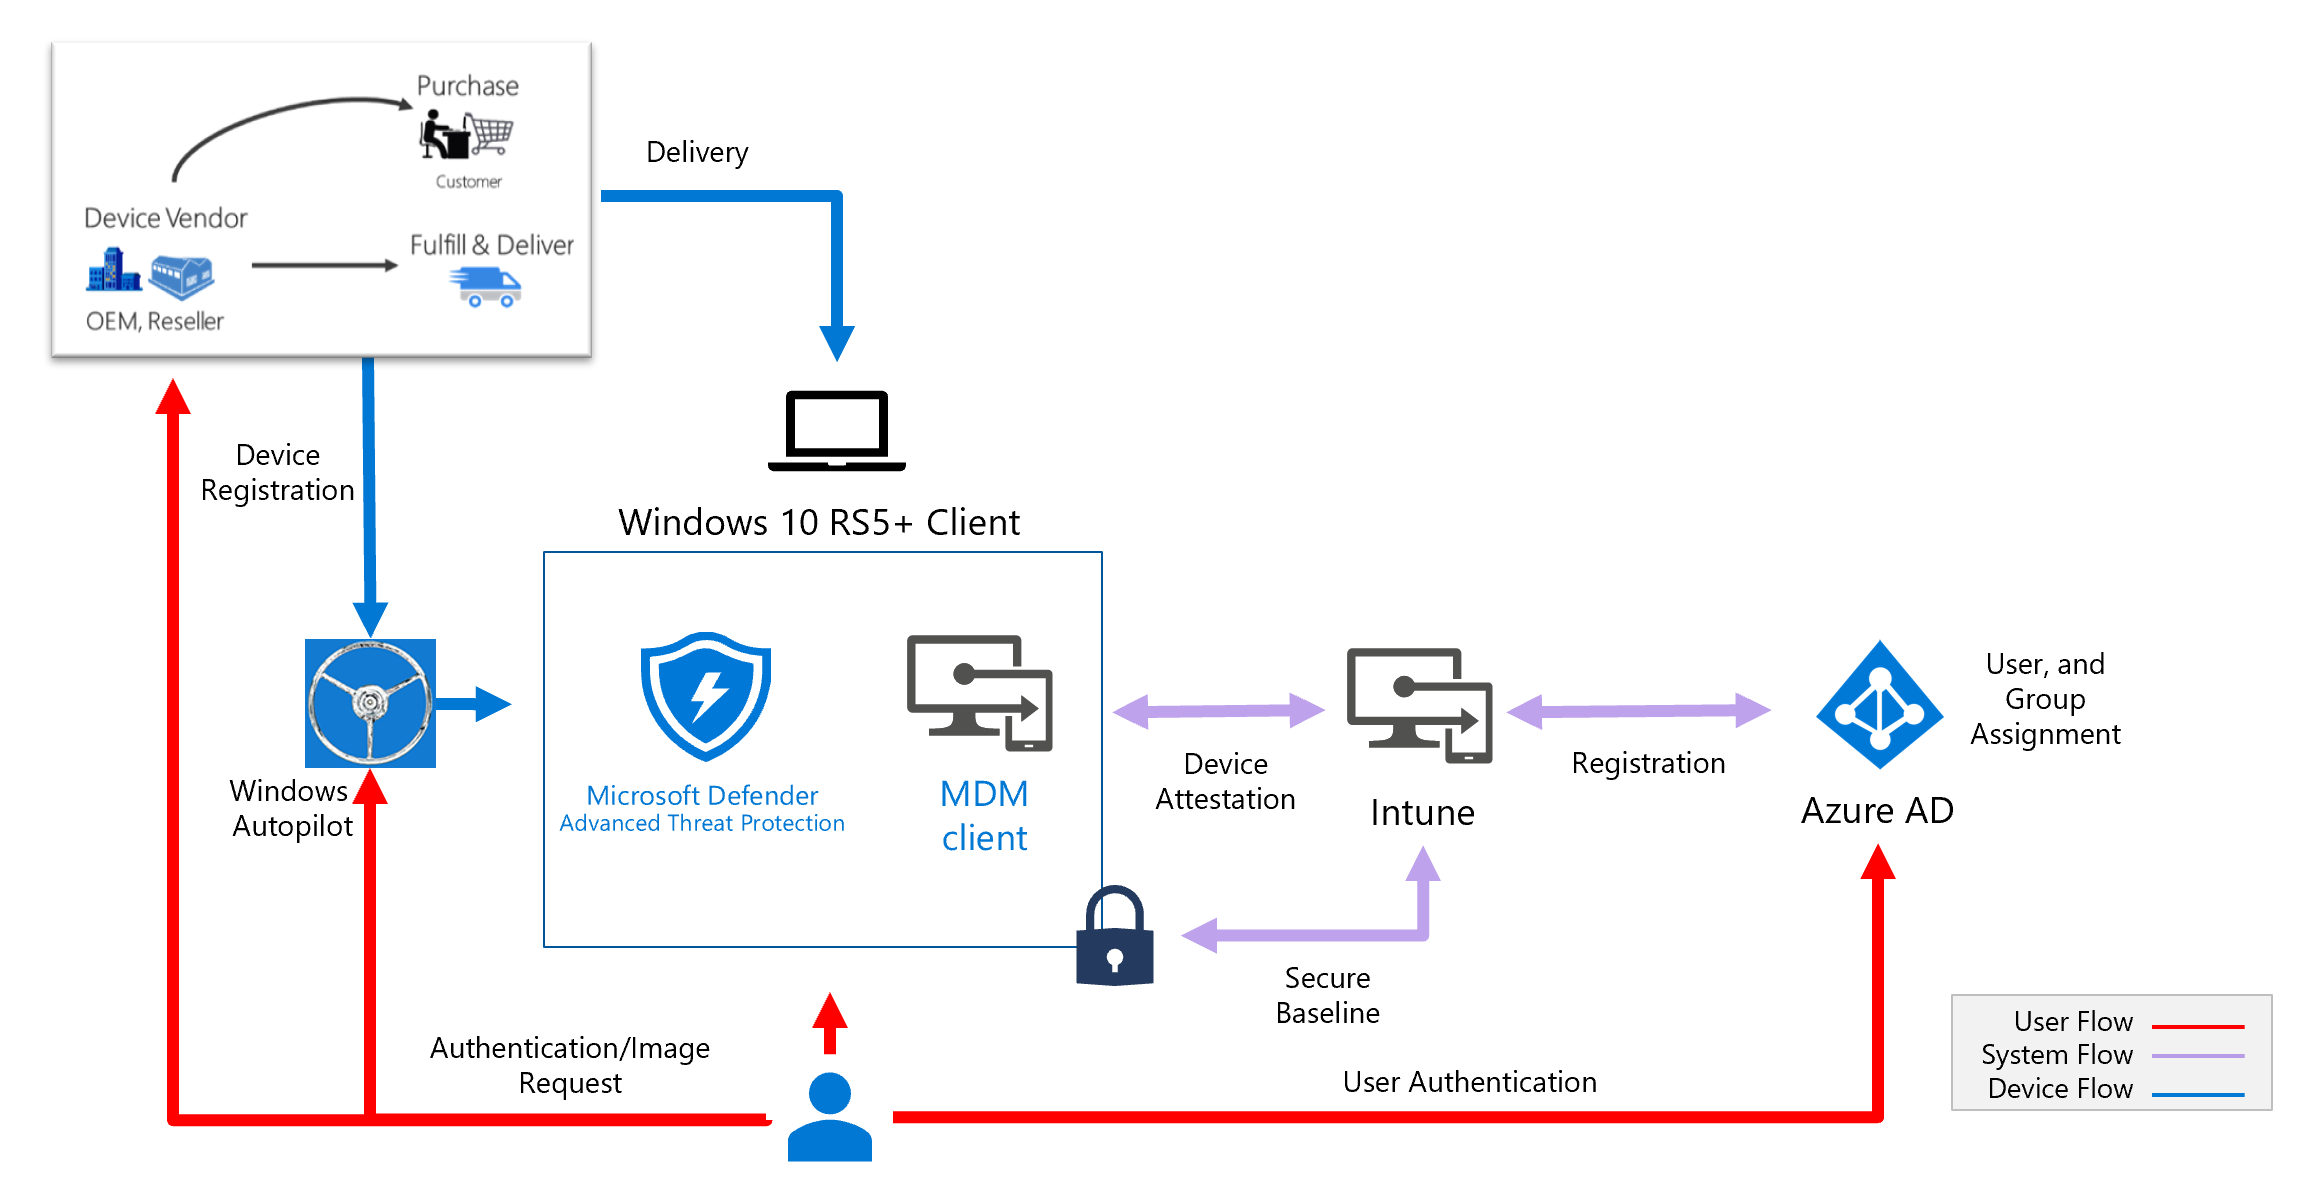 Purchase
Customer
Device Vendor
OEM, Reseller
Fulfill & Deliver
Delivery
Device
Registration
Windows 10 RS5+ Client
Windows
Autopilot
Microsoft Defender
Advanced Threat Protection
MDM
client
Device
Attestation
Intune
Registration
Azure AD
User, and
Group
Assignment
Secure
Baseline
Authentication/Image
Request
User Authentication
User Flow
System Flow
Device Flow